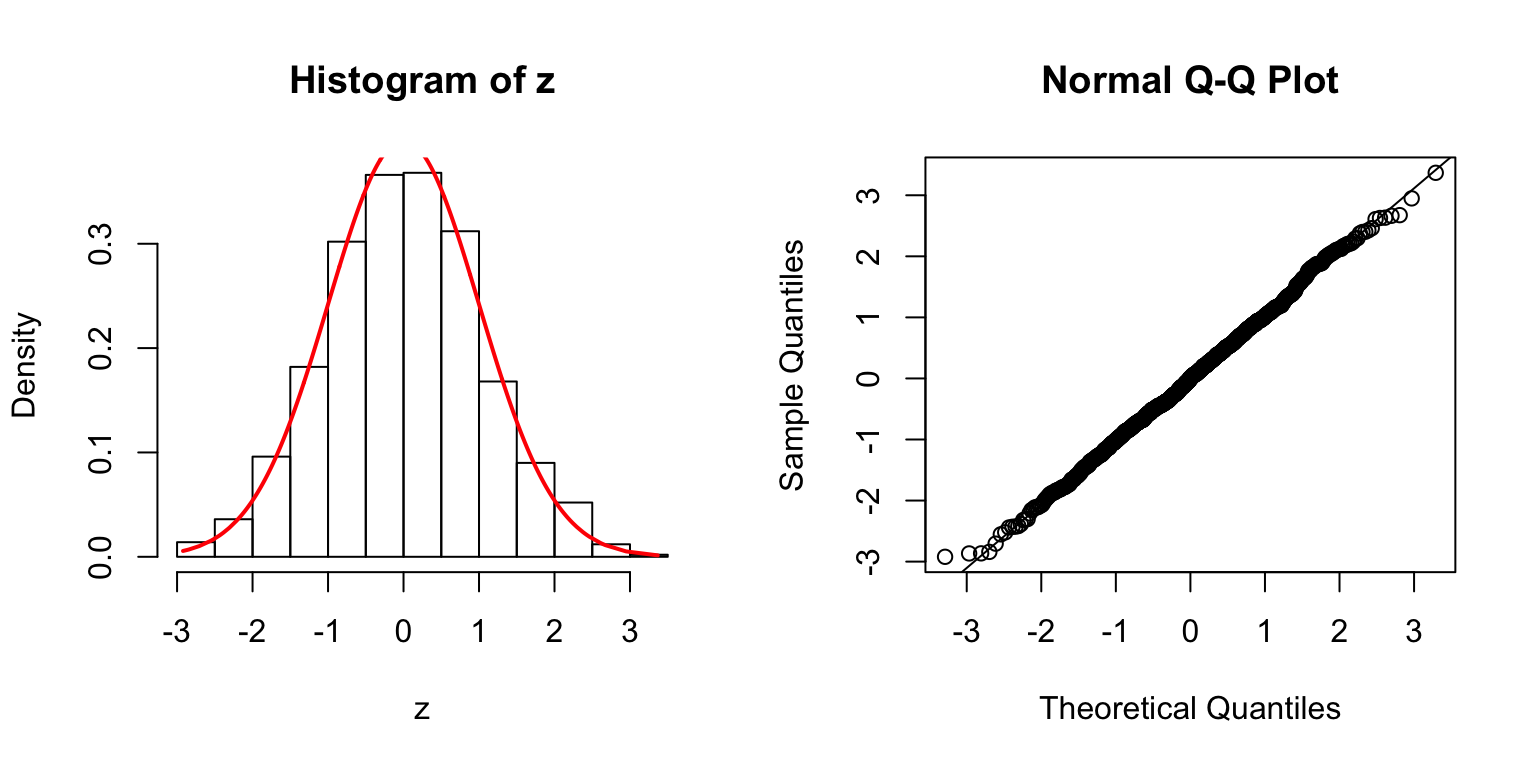 Histogram of z
Density
0.0 0.1 0.2 0.3
-3 -2 -1 0 1 2 3
z
Normal Q-Q Plot
Sample Quantiles
-3 -2 -1 0 1 2 3
-3 -2 -1 0 1 2 3
Theoretical Quantiles